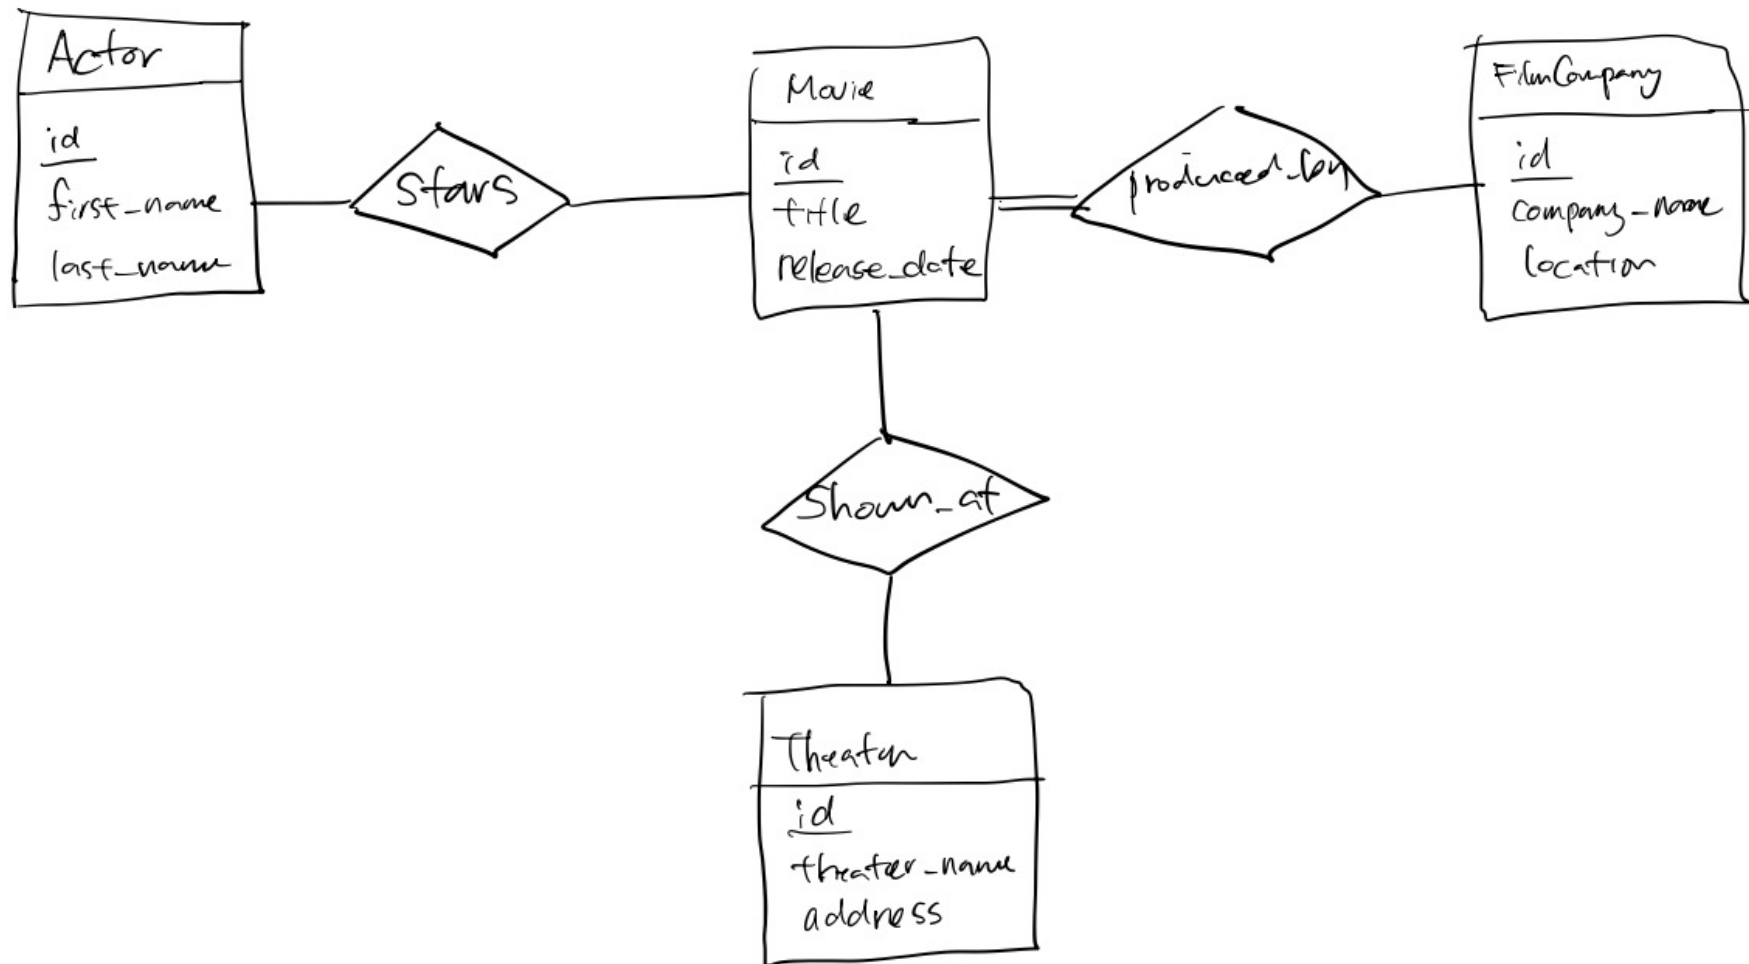 Actor
id
first_name
last_name
stars
Movie
id
title
release_date
produced_by
FilmCompany
id
company_name
location
Shown_at
Theater
id
theater_name
address